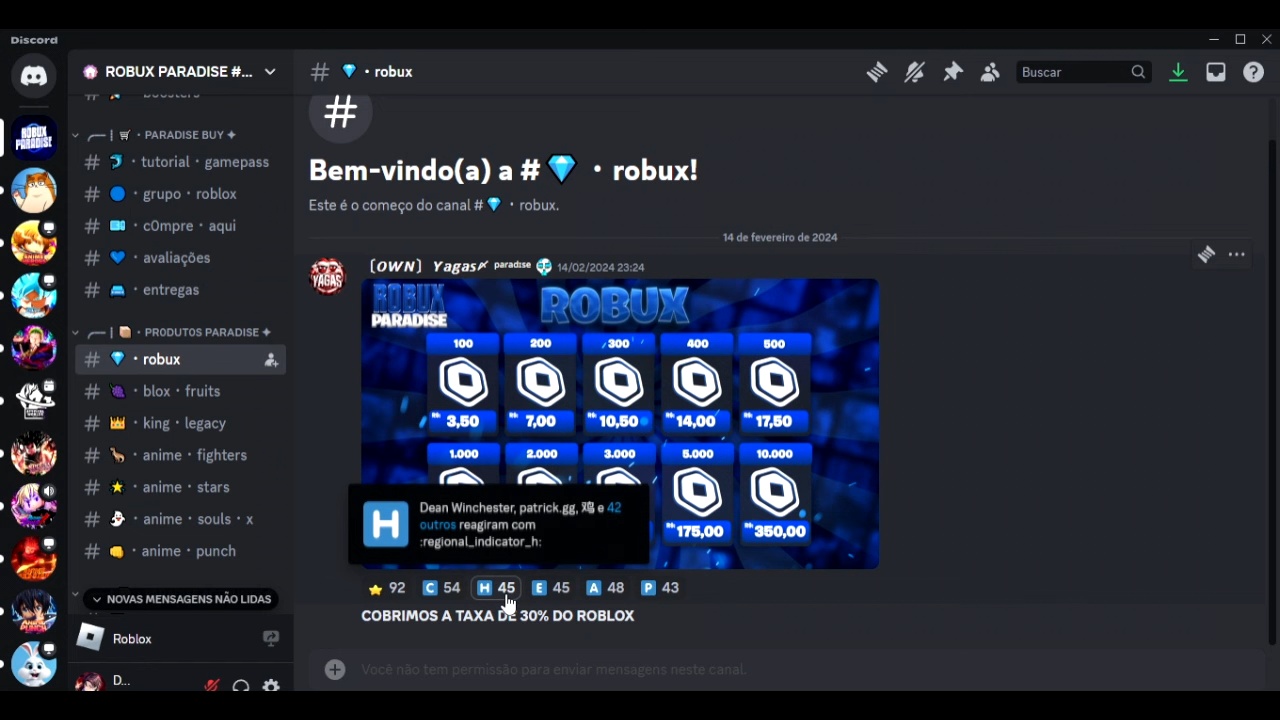 Discord
ROBUX PARADISE #...
# 💎 • robux
Buscar
ROBUX PARADISE
boosters
PARADISE BUY ✦
# • tutorial • gamepass
# 🔵 • grupo • roblox
# • c0mpre • aqui
# 💙 • avaliações
# • entregas
PRODUTOS PARADISE ✦
# 💎 • robux
# 🍇 • blox • fruits
# 👑 • king • legacy
# • anime • fighters
# ⭐ • anime • stars
# • anime • souls • x
# 👊 • anime • punch
NOVAS MENSAGENS NÃO LIDAS
Roblox
D...
#
Bem-vindo(a) a # 💎 • robux!
Este é o começo do canal # 💎 • robux.
14 de fevereiro de 2024
YAGAS
[OWN] Yagas paradise 14/02/2024 23:24
ROBUX PARADISE
ROBUX
100 200 300 400 500
R$ 3,50 R$ 7,00 R$ 10,50 R$ 14,00 R$ 17,50
1.000 2.000 3.000 5.000 10.000
R$ 175,00 R$ 350,00
H
Dean Winchester, patrick.gg, 鸡 e 42
outros reagiram com
:regional_indicator_h:
⭐ 92 C 54 H 45 E 45 A 48 P 43
COBRIMOS A TAXA DE 30% DO ROBLOX
Você não tem permissão para enviar mensagens neste canal.